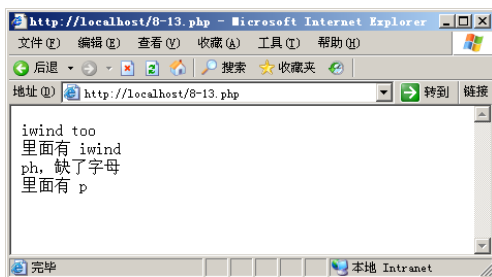 http://localhost/8-13.php - Microsoft Internet Explorer
文件(F) 编辑(E) 查看(V) 收藏(A) 工具(T) 帮助(H)
后退 搜索 收藏夹
地址(D) http://localhost/8-13.php 转到 链接
iwind too
里面有 iwind
ph，缺了字母
里面有 p
完毕 本地 Intranet